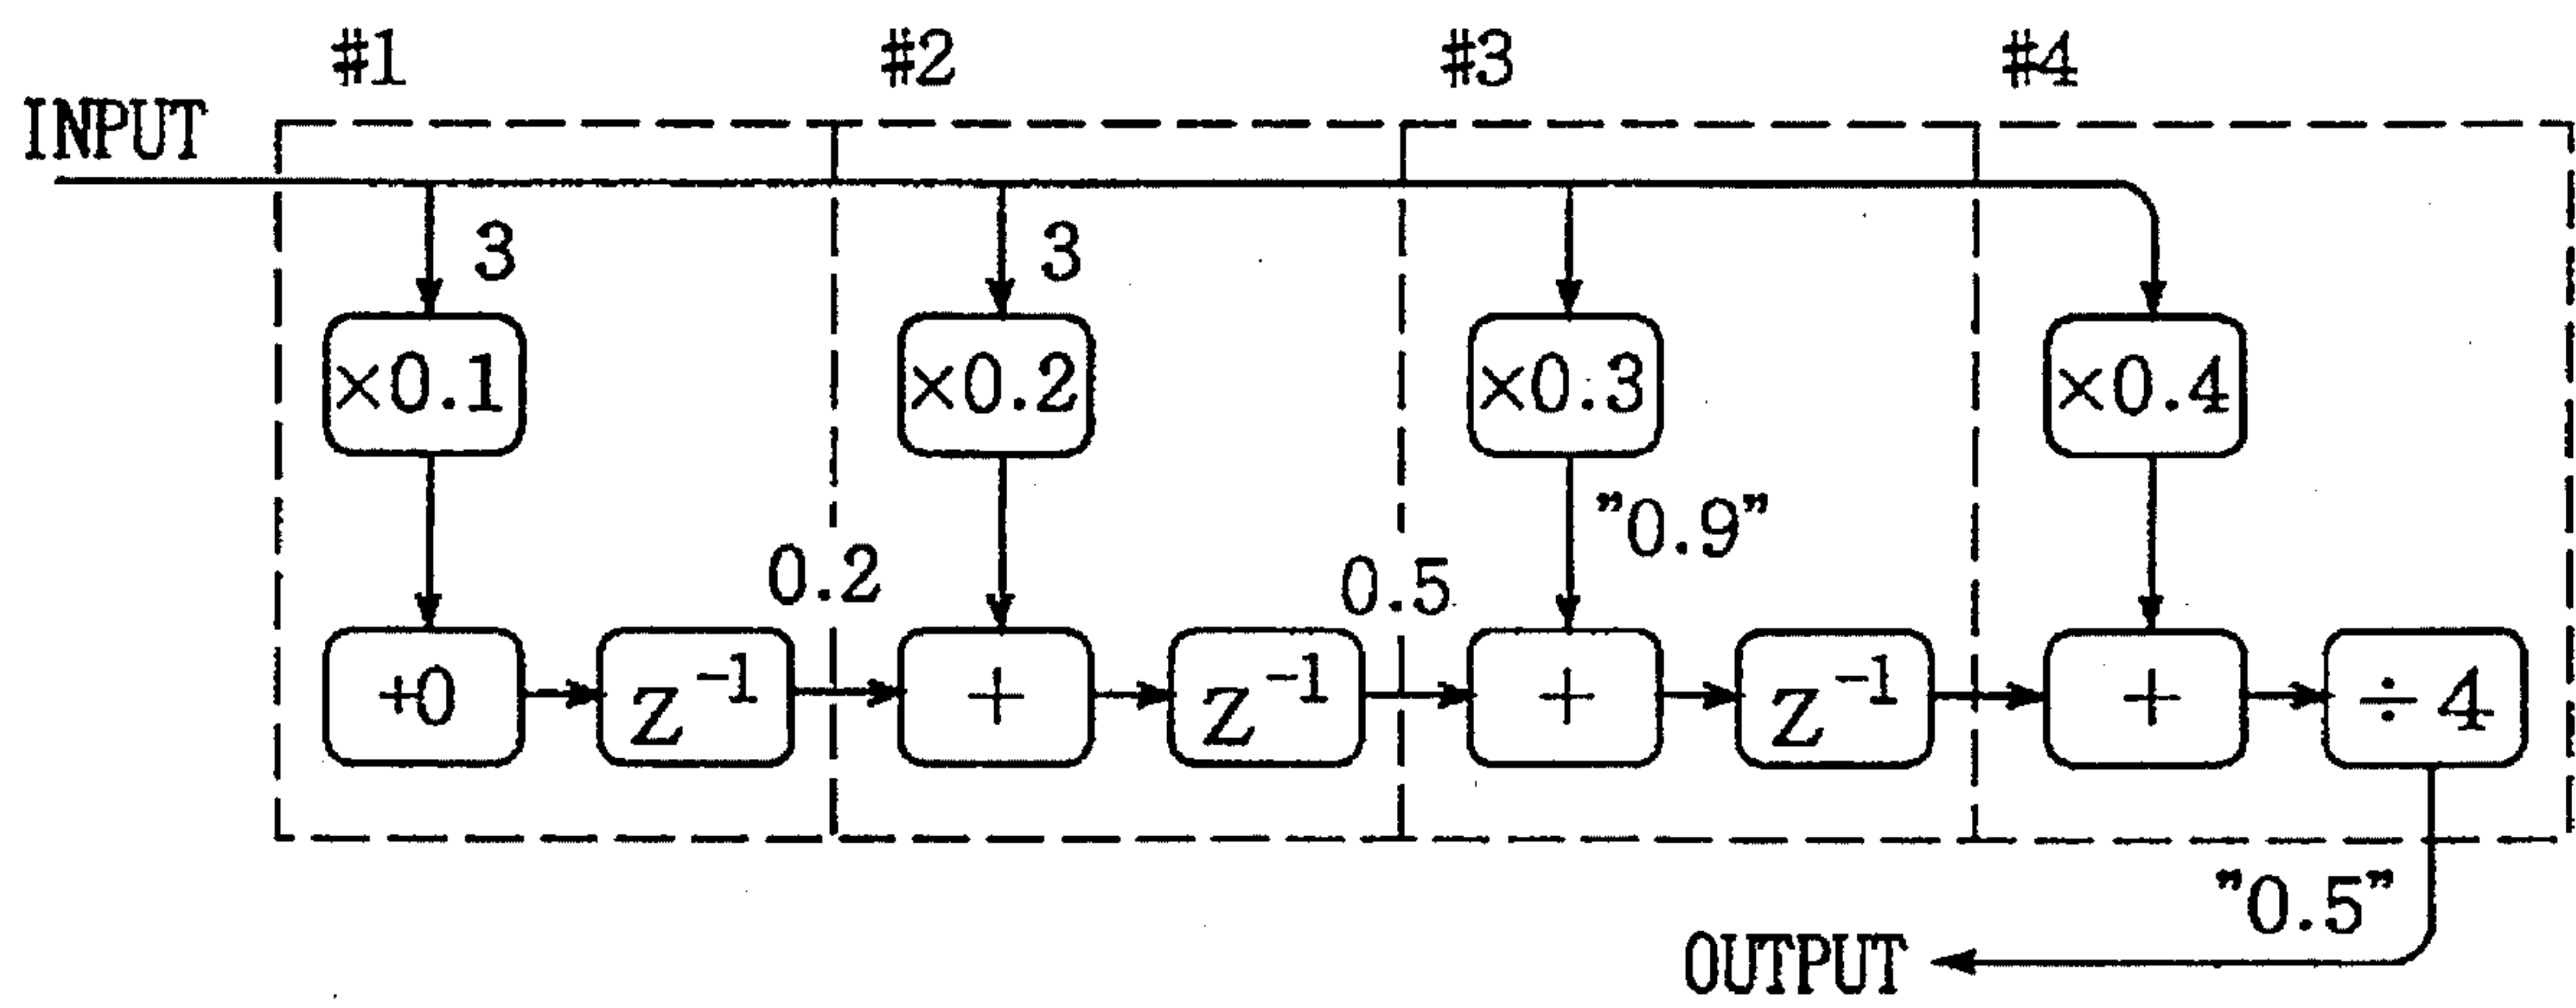 #1 #2 #3 #4
INPUT
3 3
×0.1 ×0.2 ×0.3 ×0.4
"0.9"
0.2 0.5
+0 Z⁻¹ + Z⁻¹ + Z⁻¹ + ÷4
"0.5"
OUTPUT